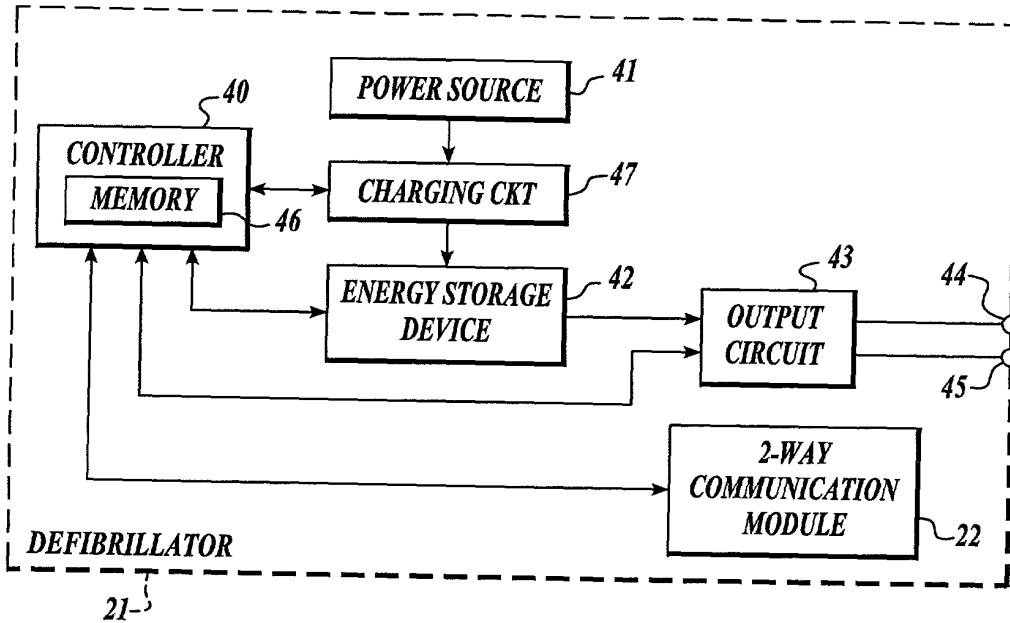 POWER SOURCE
41
40
CONTROLLER
MEMORY
46
CHARGING CKT
47
ENERGY STORAGE
DEVICE
42
43
OUTPUT
CIRCUIT
44
45
2-WAY
COMMUNICATION
MODULE
22
DEFIBRILLATOR
21